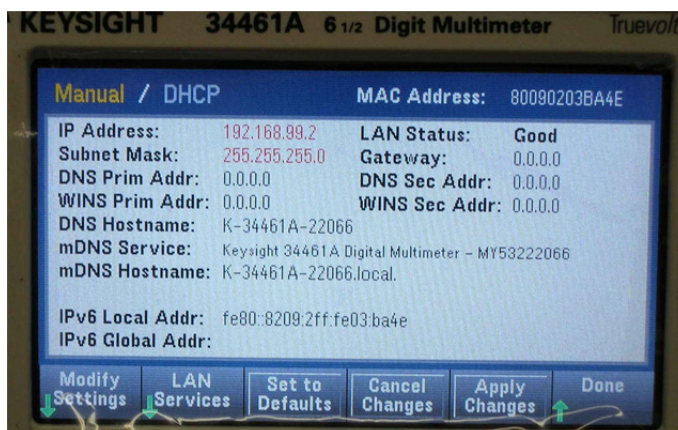 KEYSIGHT 34461A 6 1/2 Digit Multimeter Truevol
Manual / DHCP MAC Address: 80090203BA4E
IP Address: 192.168.99.2 LAN Status: Good
Subnet Mask: 255.255.255.0 Gateway: 0.0.0.0
DNS Prim Addr: 0.0.0.0 DNS Sec Addr: 0.0.0.0
WINS Prim Addr: 0.0.0.0 WINS Sec Addr: 0.0.0.0
DNS Hostname: K-34461A-22066
mDNS Service: Keysight 34461A Digital Multimeter - MY53222066
mDNS Hostname: K-34461A-22066.local.
IPv6 Local Addr: fe80::8209:2ff:fe03:ba4e
IPv6 Global Addr:
Modify LAN Set to Cancel Apply Done
Settings Services Defaults Changes Changes